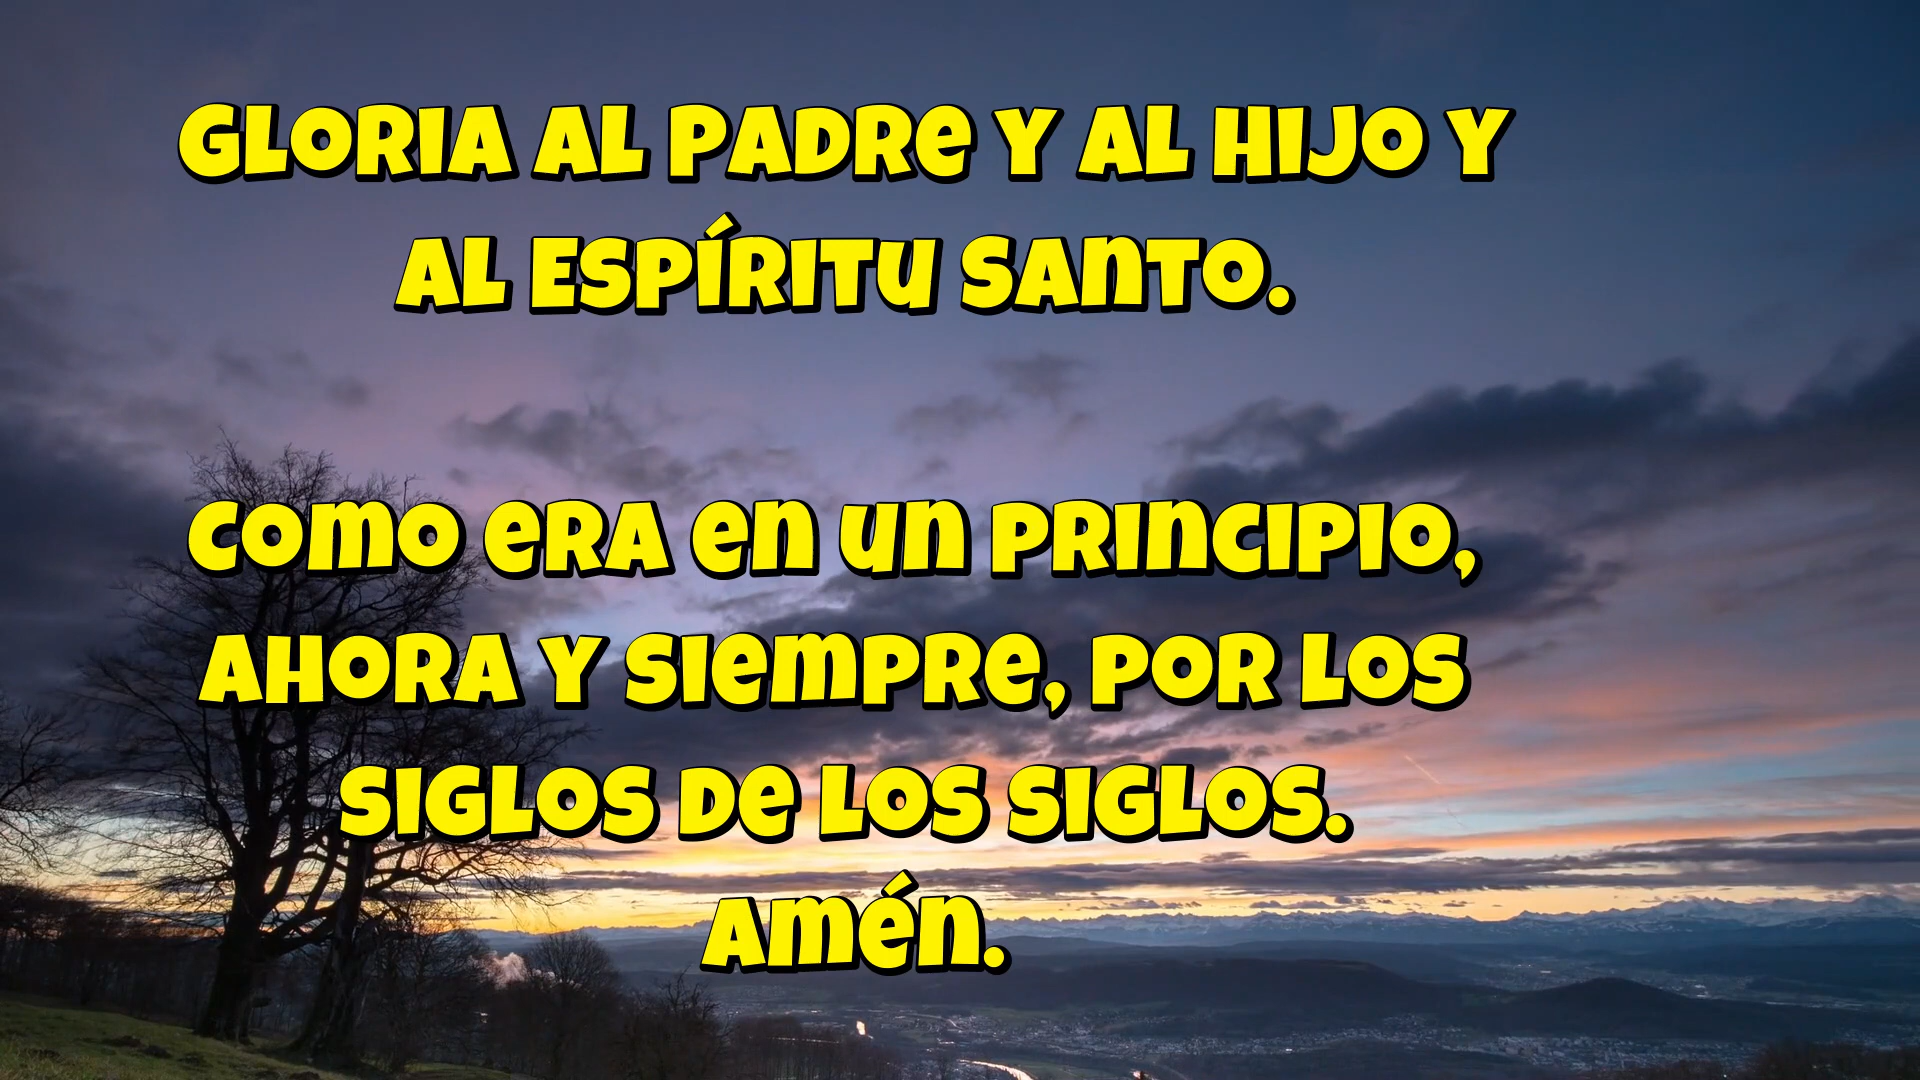 Gloria al Padre y al Hijo y
al Espíritu Santo.
Como era en un principio,
ahora y siempre, por los
siglos de los siglos.
Amén.